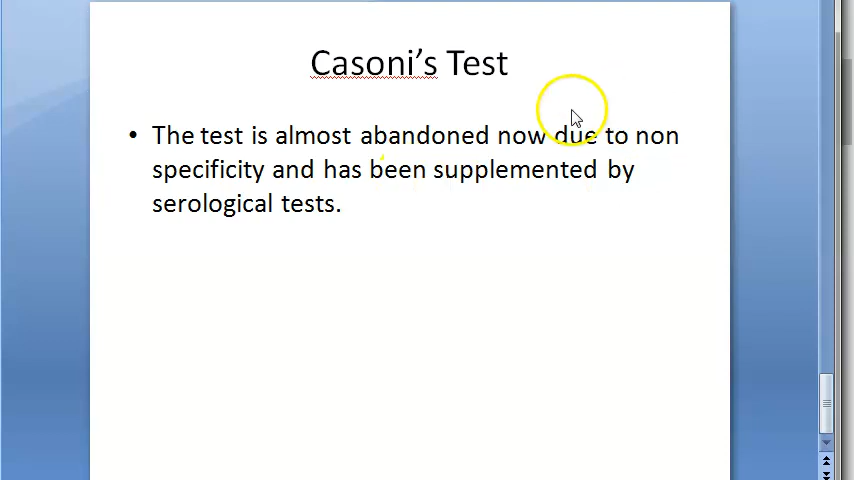 Casoni's Test
• The test is almost abandoned now due to non
specificity and has been supplemented by
serological tests.